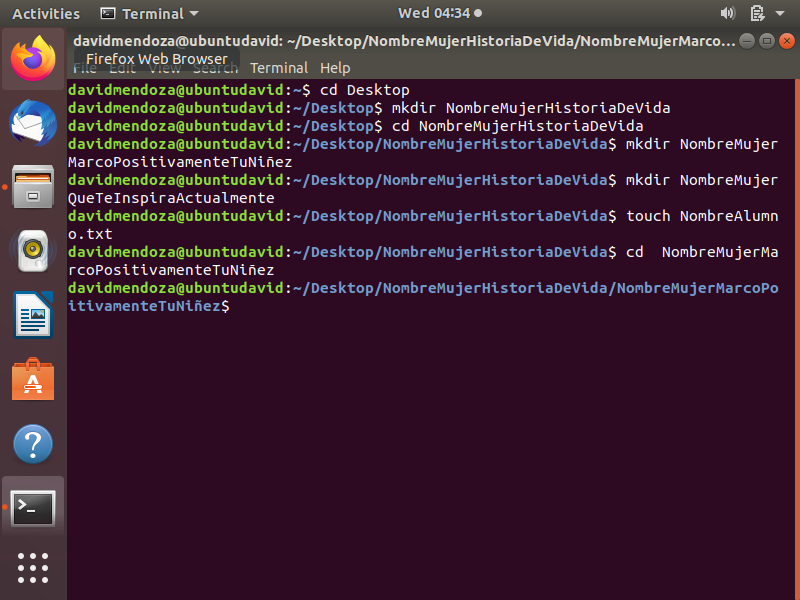 Activities Terminal Wed 04:34
davidmendoza@ubuntudavid: ~/Desktop/NombreMujerHistoriaDeVida/NombreMujerMarco...
Firefox Web Browser
File Edit View Search Terminal Help
davidmendoza@ubuntudavid:~$ cd Desktop
davidmendoza@ubuntudavid:~/Desktop$ mkdir NombreMujerHistoriaDeVida
davidmendoza@ubuntudavid:~/Desktop$ cd NombreMujerHistoriaDeVida
davidmendoza@ubuntudavid:~/Desktop/NombreMujerHistoriaDeVida$ mkdir NombreMujer
MarcoPositivamenteTuNiñez
davidmendoza@ubuntudavid:~/Desktop/NombreMujerHistoriaDeVida$ mkdir NombreMujer
QueTeInspiraActualmente
davidmendoza@ubuntudavid:~/Desktop/NombreMujerHistoriaDeVida$ touch NombreAlumn
o.txt
davidmendoza@ubuntudavid:~/Desktop/NombreMujerHistoriaDeVida$ cd  NombreMujerMa
rcoPositivamenteTuNiñez
davidmendoza@ubuntudavid:~/Desktop/NombreMujerHistoriaDeVida/NombreMujerMarcoPo
sitivamenteTuNiñez$